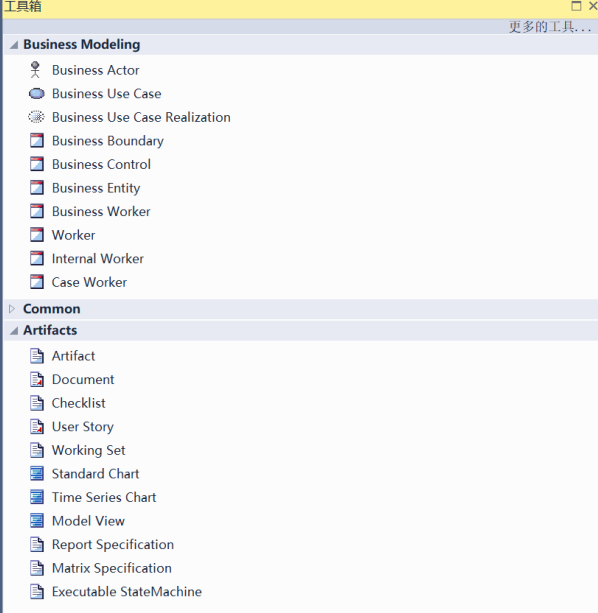 工具箱
更多的工具...
Business Modeling
Business Actor
Business Use Case
Business Use Case Realization
Business Boundary
Business Control
Business Entity
Business Worker
Worker
Internal Worker
Case Worker
Common
Artifacts
Artifact
Document
Checklist
User Story
Working Set
Standard Chart
Time Series Chart
Model View
Report Specification
Matrix Specification
Executable StateMachine